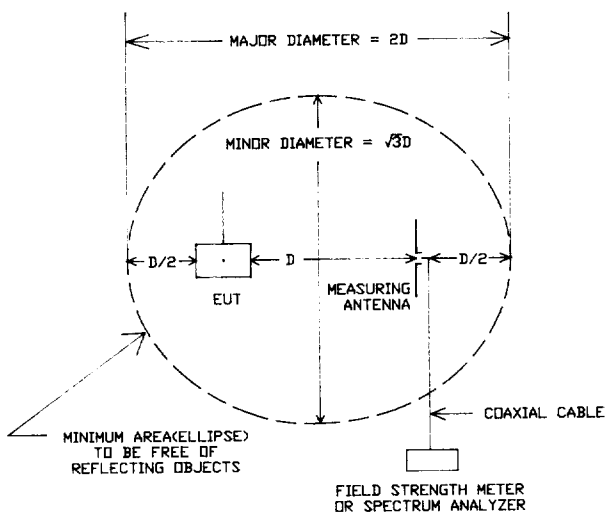 MAJOR DIAMETER = 2D
MINOR DIAMETER = √3D
D/2
D
D/2
EUT
MEASURING
ANTENNA
COAXIAL CABLE
MINIMUM AREA(ELLIPSE)
TO BE FREE OF
REFLECTING OBJECTS
FIELD STRENGTH METER
OR SPECTRUM ANALYZER